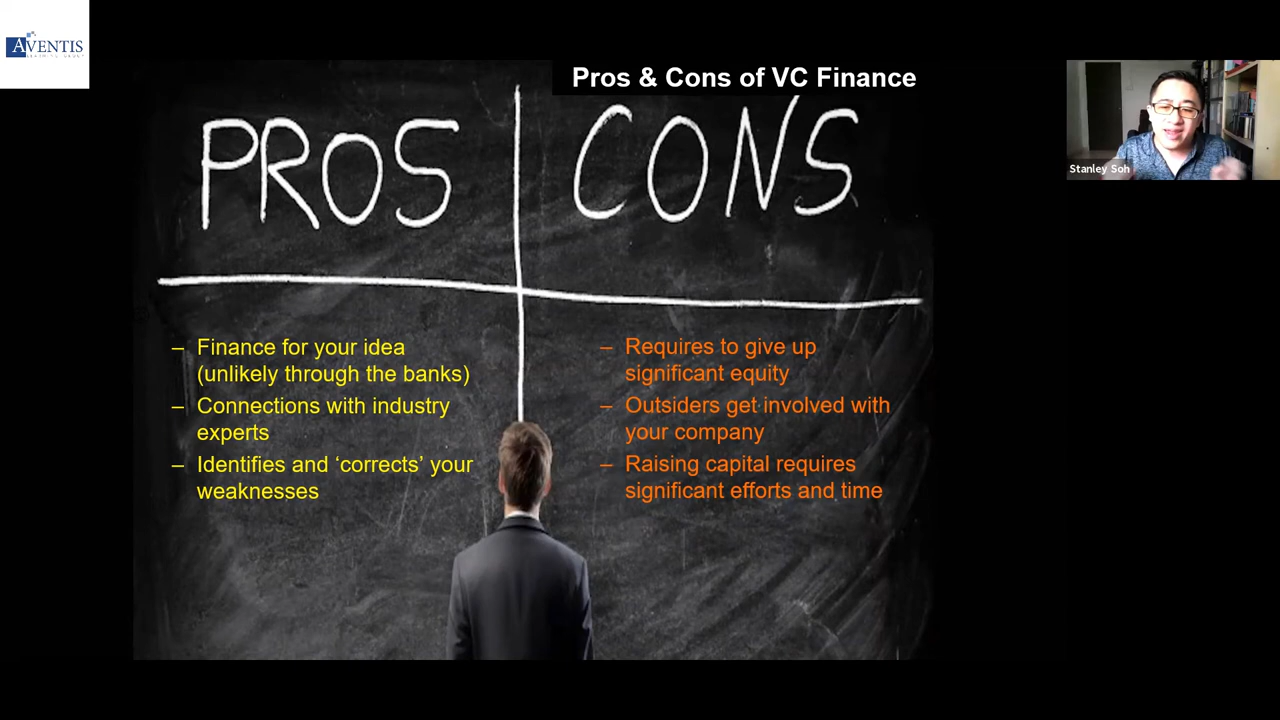 AVENTIS
Pros & Cons of VC Finance
Stanley Soh
PROS
CONS
– Finance for your idea
(unlikely through the banks)
– Connections with industry
experts
– Identifies and ‘corrects’ your
weaknesses
– Requires to give up
significant equity
– Outsiders get involved with
your company
– Raising capital requires
significant efforts and time